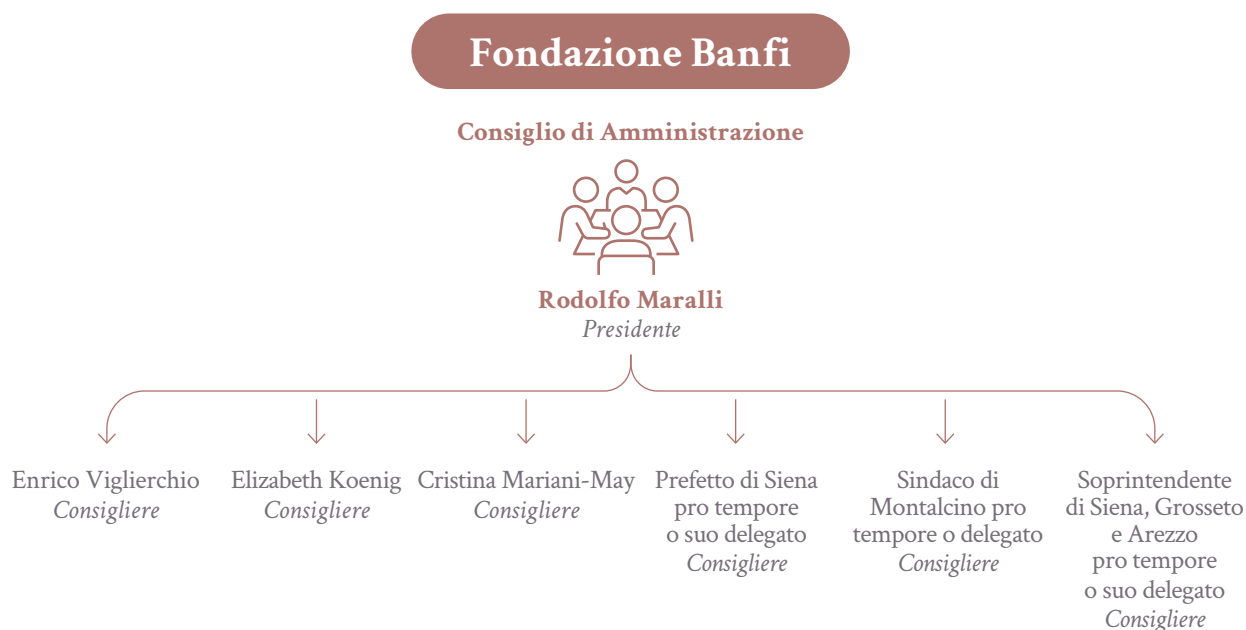 Fondazione Banfi
Consiglio di Amministrazione
Rodolfo Maralli
Presidente
Enrico Viglierchio
Consigliere
Elizabeth Koenig
Consigliere
Cristina Mariani-May
Consigliere
Prefetto di Siena
pro tempore
o suo delegato
Consigliere
Sindaco di
Montalcino pro
tempore o delegato
Consigliere
Soprintendente
di Siena, Grosseto
e Arezzo
pro tempore
o suo delegato
Consigliere